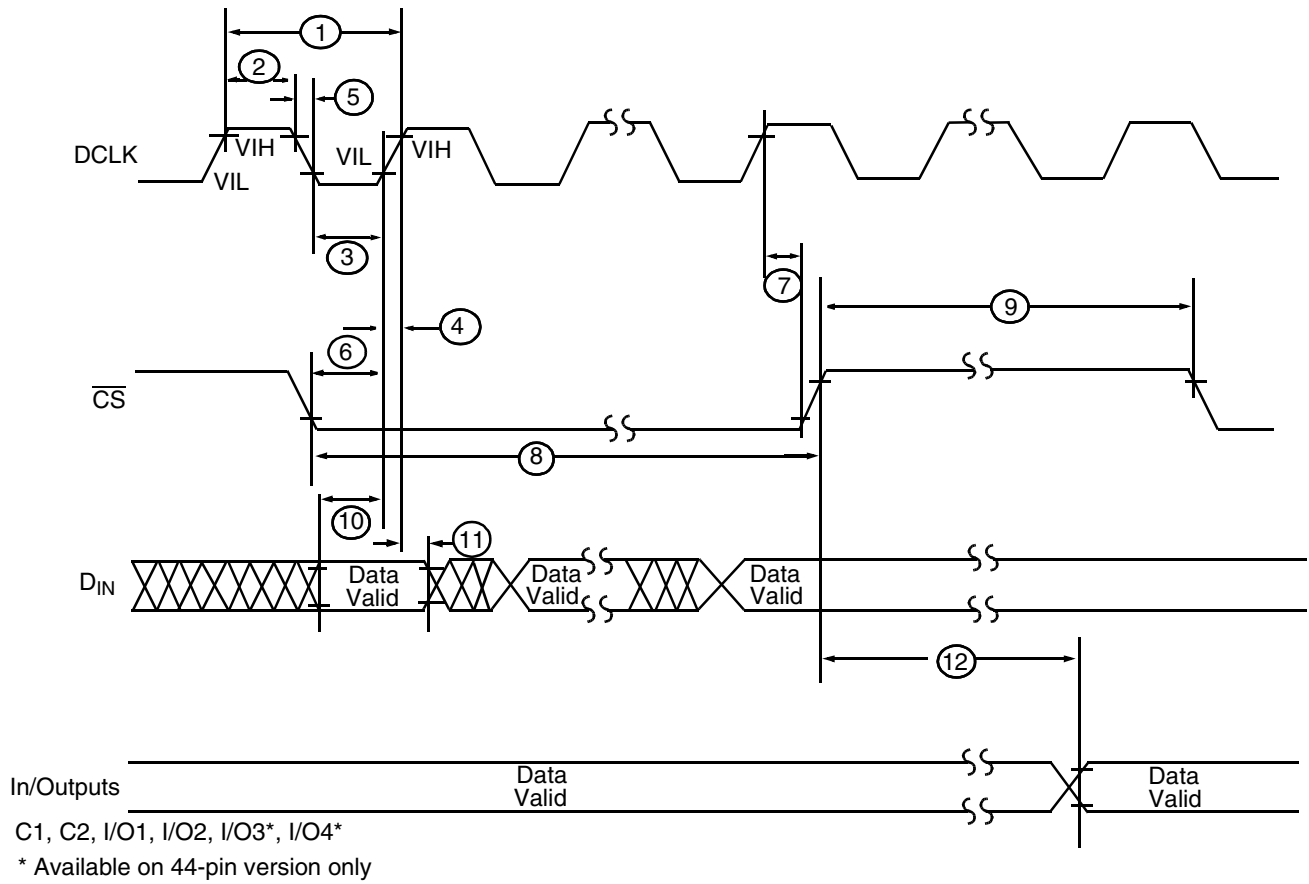 1
2
5
DCLK
VIH
VIL
VIH
VIL
3
7
9
4
6
CS
8
10
11
DIN
Data
Valid
Data
Valid
Data
Valid
12
In/Outputs
Data
Valid
Data
Valid
C1, C2, I/O1, I/O2, I/O3*, I/O4*
* Available on 44-pin version only